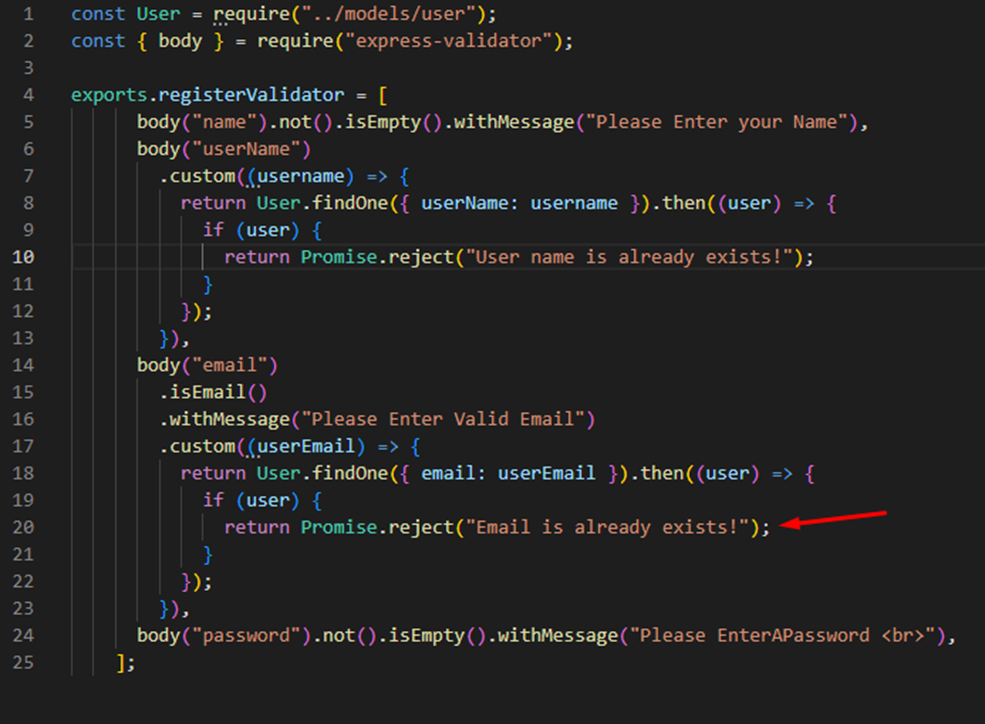 1 const User = require("../models/user");
2 const { body } = require("express-validator");
3
4 exports.registerValidator = [
5 body("name").not().isEmpty().withMessage("Please Enter your Name"),
6 body("userName")
7 .custom((username) => {
8 return User.findOne({ userName: username }).then((user) => {
9 if (user) {
10 return Promise.reject("User name is already exists!");
11 }
12 });
13 }),
14 body("email")
15 .isEmail()
16 .withMessage("Please Enter Valid Email")
17 .custom((userEmail) => {
18 return User.findOne({ email: userEmail }).then((user) => {
19 if (user) {
20 return Promise.reject("Email is already exists!");
21 }
22 });
23 }),
24 body("password").not().isEmpty().withMessage("Please EnterAPassword <br>"),
25 ];